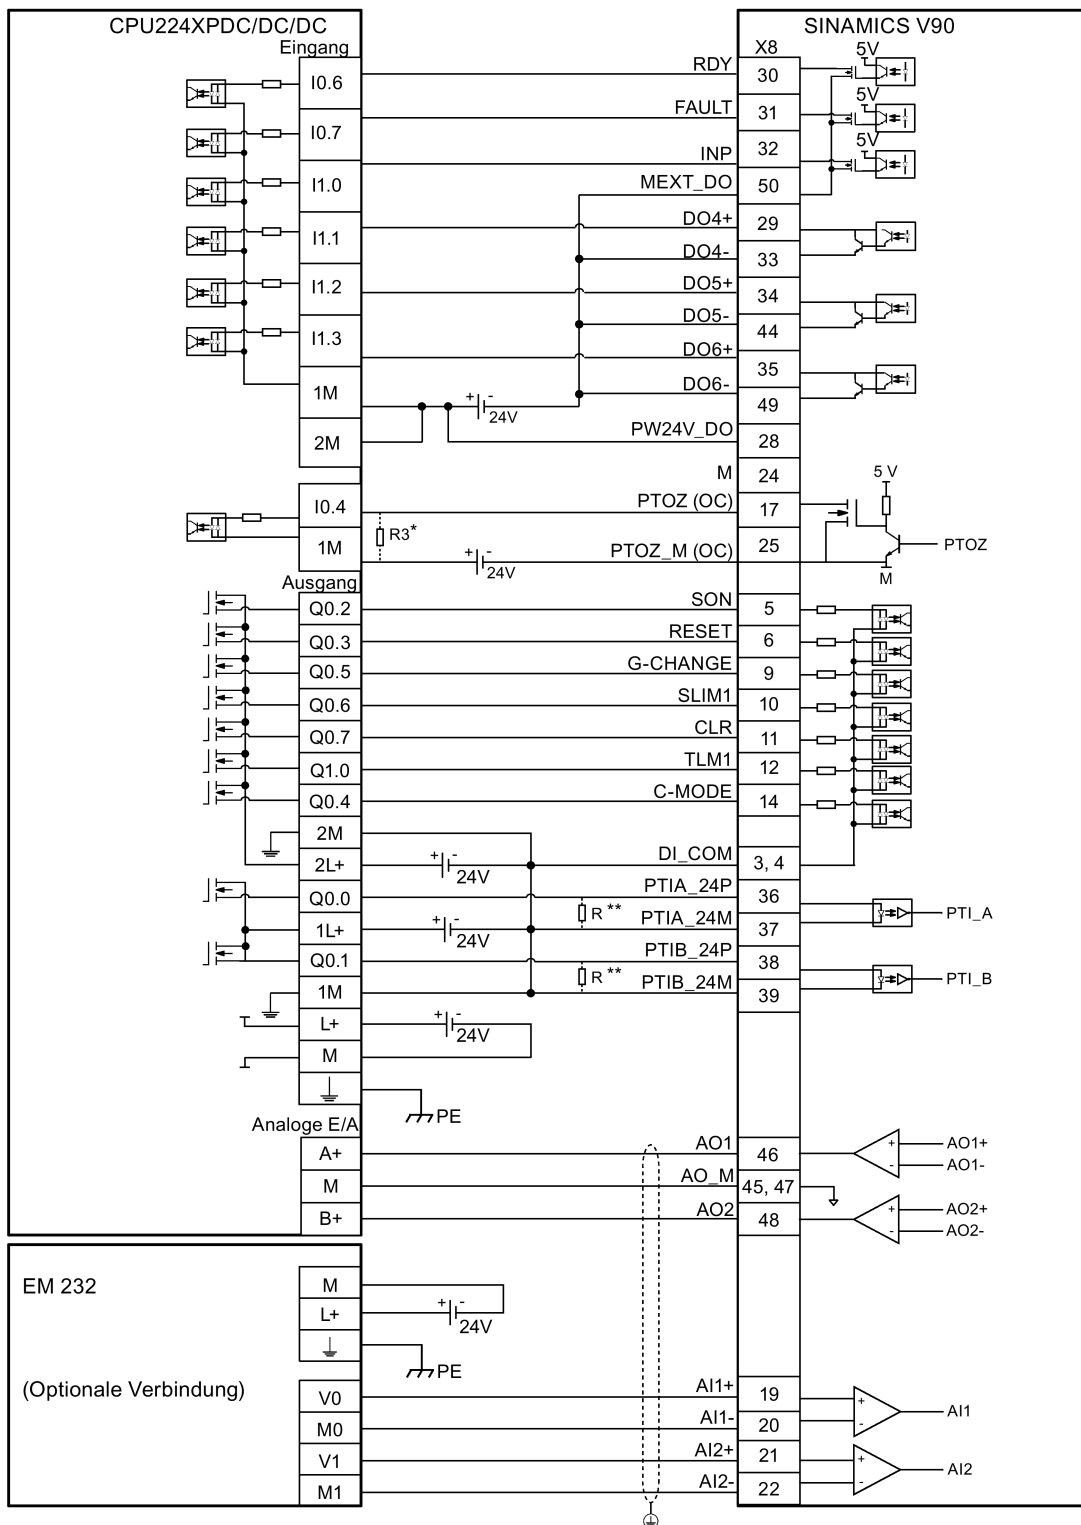 CPU224XPDC/DC/DC
SINAMICS V90
Eingang
X8
I0.6
RDY
30
5V
I0.7
FAULT
31
5V
INP
32
5V
I1.0
MEXT_DO
50
I1.1
DO4+
29
DO4-
33
I1.2
DO5+
34
DO5-
44
I1.3
DO6+
35
1M
DO6-
49
+ -
24V
2M
PW24V_DO
28
M
24
5 V
I0.4
PTOZ (OC)
17
R3*
1M
PTOZ_M (OC)
25
PTOZ
+ -
24V
M
Ausgang
Q0.2
SON
5
Q0.3
RESET
6
Q0.5
G-CHANGE
9
Q0.6
SLIM1
10
Q0.7
CLR
11
Q1.0
TLM1
12
Q0.4
C-MODE
14
2M
2L+
+ -
24V
DI_COM
3, 4
Q0.0
PTIA_24P
36
R **
PTI_A
1L+
+ -
24V
PTIA_24M
37
Q0.1
PTIB_24P
38
R **
PTI_B
1M
PTIB_24M
39
L+
+ -
24V
M
PE
Analoge E/A
A+
AO1
46
+
AO1+
-
AO1-
M
AO_M
45, 47
B+
AO2
48
+
AO2+
-
AO2-
EM 232
M
L+
+ -
24V
PE
(Optionale Verbindung)
V0
AI1+
19
+
AI1
M0
AI1-
20
-
V1
AI2+
21
+
AI2
M1
AI2-
22
-